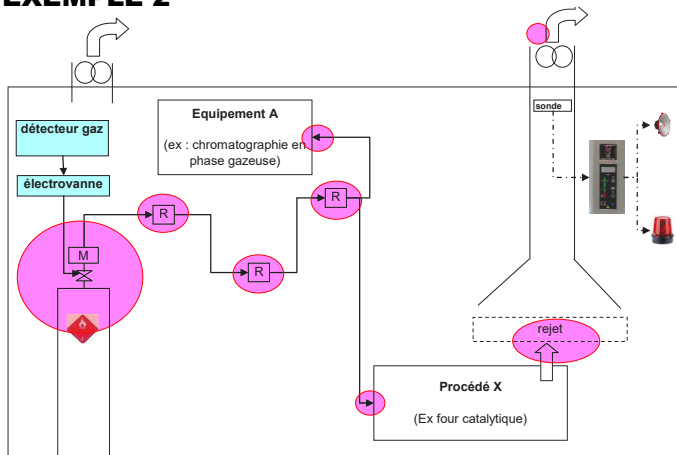 EXEMPLE 2
détecteur gaz
électrovanne
Equipement A
(ex : chromatographie en
phase gazeuse)
sonde
R
R
R
M
rejet
Procédé X
(Ex four catalytique)